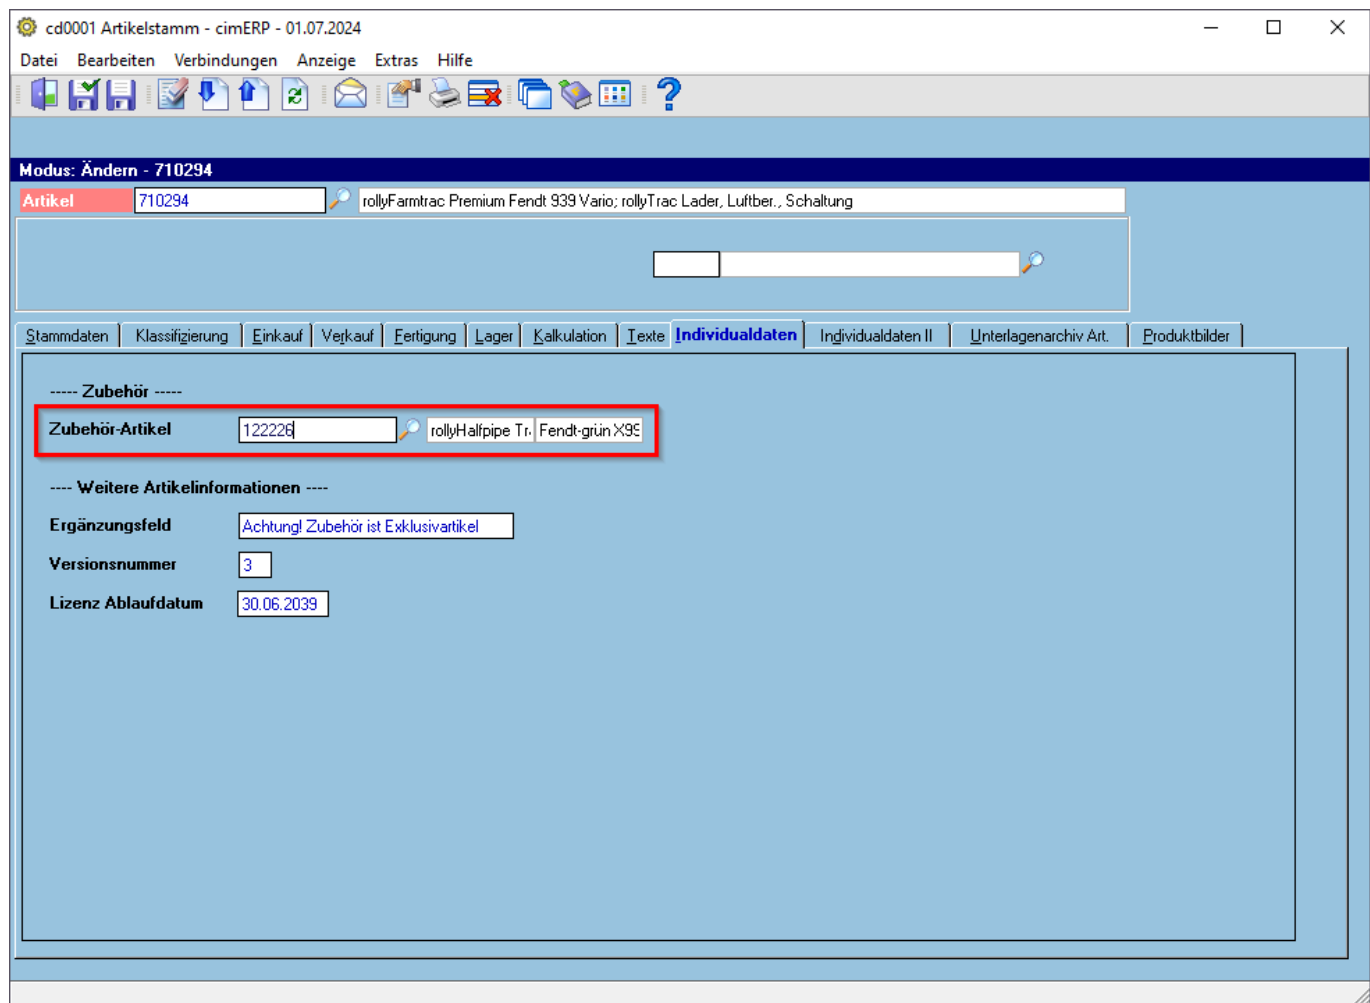 cd0001 Artikelstamm - cimERP - 01.07.2024
Datei Bearbeiten Verbindungen Anzeige Extras Hilfe
Modus: Ändern - 710294
Artikel 710294 rollyFarmtrac Premium Fendt 939 Vario; rollyTrac Lader, Luftber., Schaltung
Stammdaten Klassifizierung Einkauf Verkauf Fertigung Lager Kalkulation Texte Individualdaten Individualdaten II Unterlagenarchiv Art. Produktbilder
----- Zubehör -----
Zubehör-Artikel 122226 rollyHalfpipe Tr. Fendt-grün X99
---- Weitere Artikelinformationen ----
Ergänzungsfeld Achtung! Zubehör ist Exklusivartikel
Versionsnummer 3
Lizenz Ablaufdatum 30.06.2039